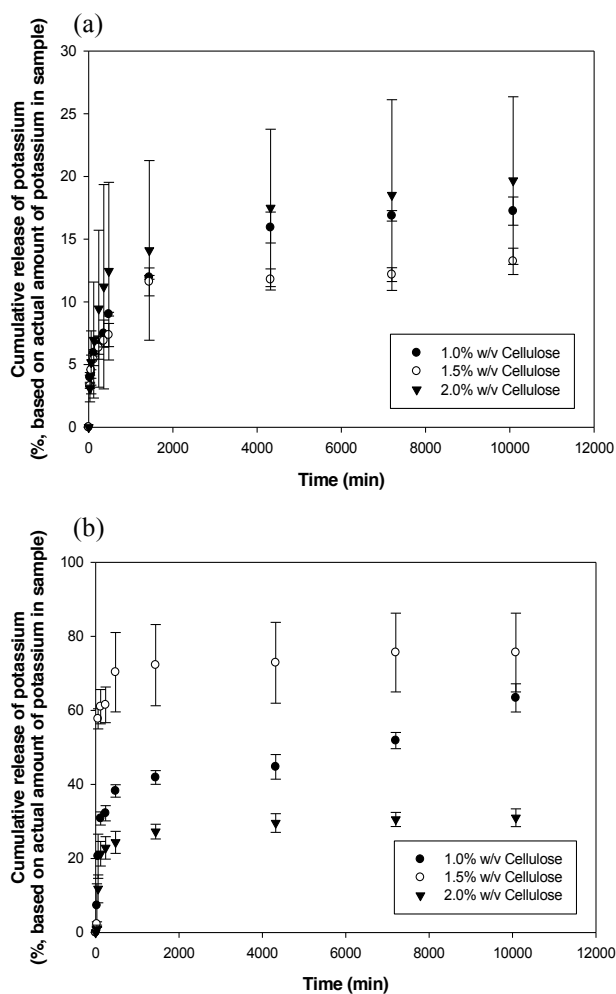 (a)
Cumulative release of potassium
(%, based on actual amount of potassium in sample)
30
25
20
15
10
5
0
1.0% w/v Cellulose
1.5% w/v Cellulose
2.0% w/v Cellulose
0 2000 4000 6000 8000 10000 12000
Time (min)
(b)
Cumulative release of potassium
(%, based on actual amount of potassium in sample)
100
80
60
40
20
0
1.0% w/v Cellulose
1.5% w/v Cellulose
2.0% w/v Cellulose
0 2000 4000 6000 8000 10000 12000
Time (min)